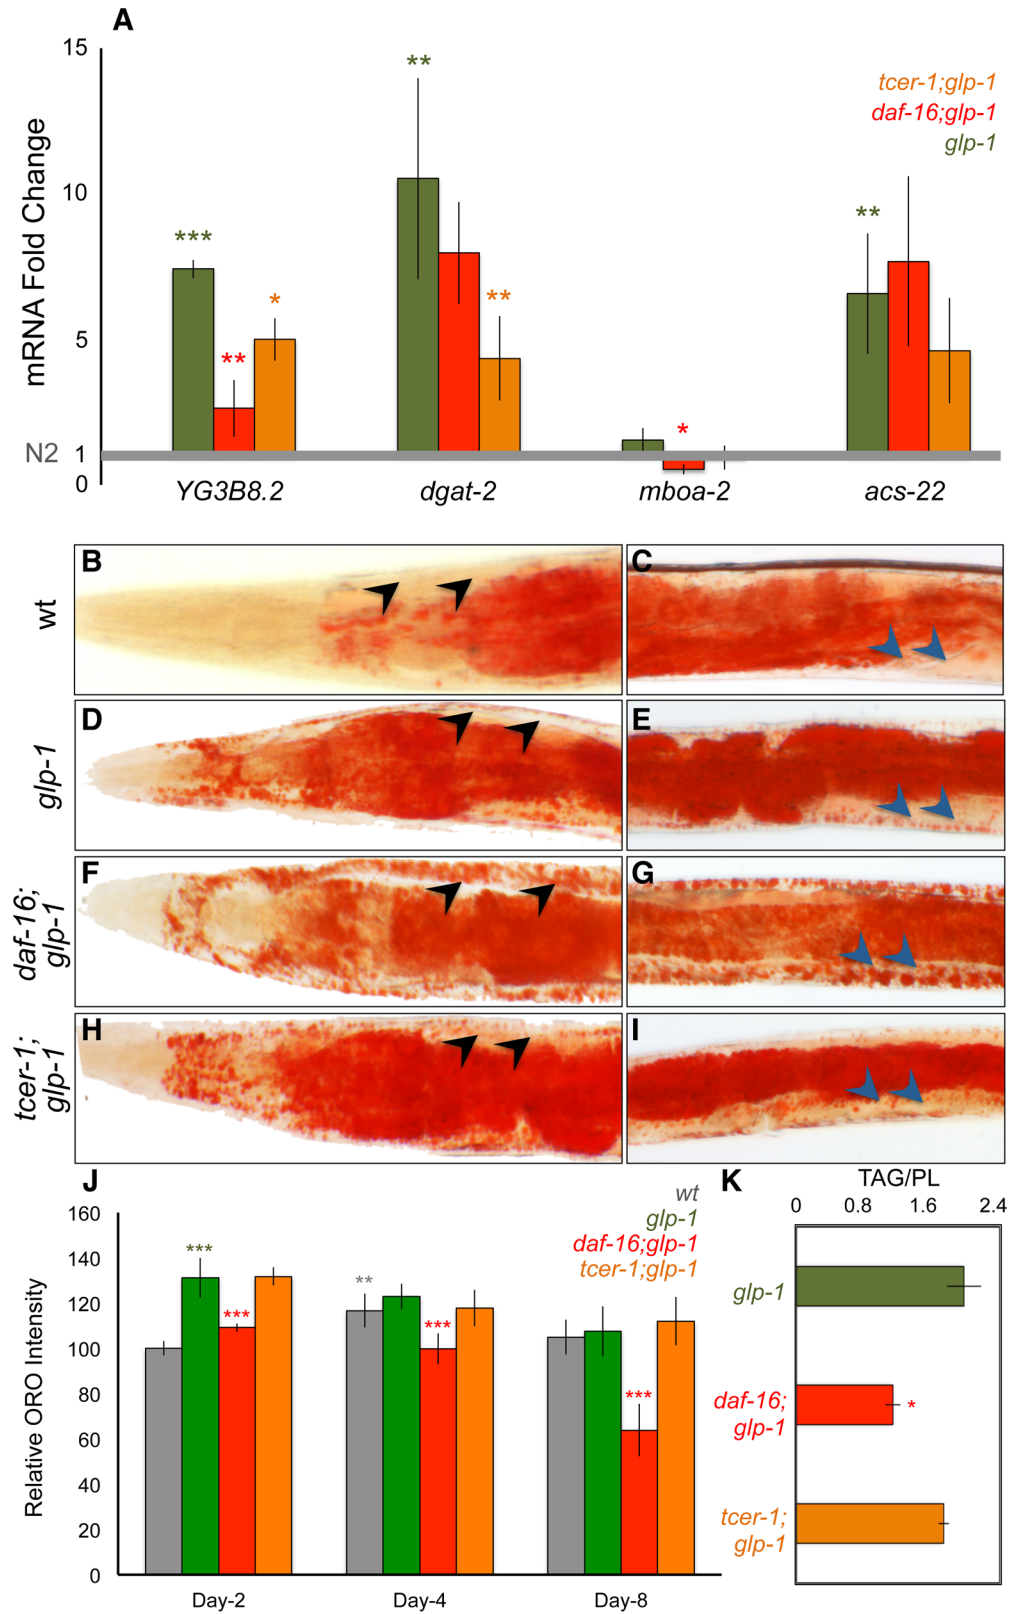 A
15
10
5
1
0
mRNA Fold Change
N2
tcer-1;glp-1
daf-16;glp-1
glp-1
***
**
*
**
**
*
**
YG3B8.2
dgat-2
mboa-2
acs-22
wt
B
C
glp-1
D
E
daf-16;
glp-1
F
G
tcer-1;
glp-1
H
I
J
160
140
120
100
80
60
40
20
0
Relative ORO Intensity
wt
glp-1
daf-16;glp-1
tcer-1;glp-1
***
***
**
***
***
Day-2
Day-4
Day-8
K
TAG/PL
0 0.8 1.6 2.4
glp-1
daf-16;
glp-1
*
tcer-1;
glp-1